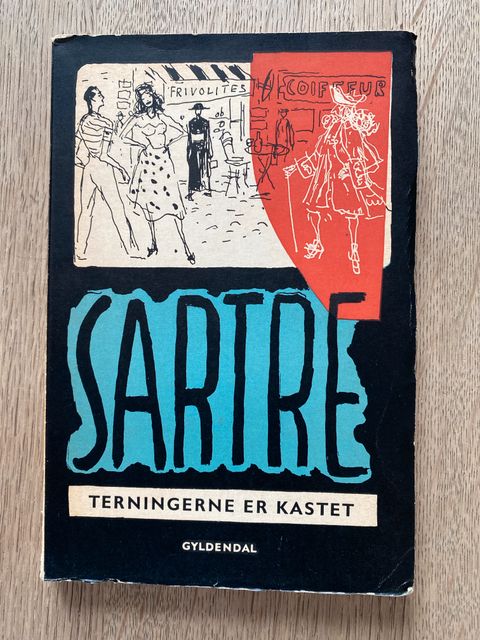 FRIVOLITES
COIFFEUR
SARTRE
TERNINGERNE ER KASTET
GYLDENDAL